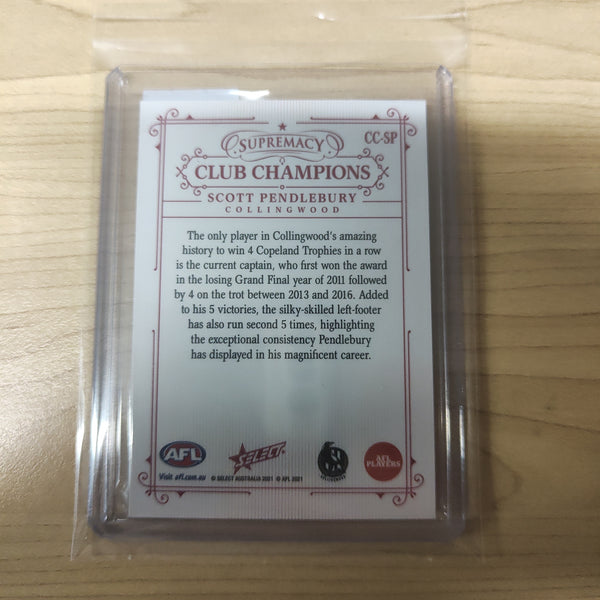 SUPREMACY
CC-SP
CLUB CHAMPIONS
SCOTT PENDLEBURY
COLLINGWOOD
The only player in Collingwood's amazing
history to win 4 Copeland Trophies in a row
is the current captain, who first won the award
in the losing Grand Final year of 2011 followed
by 4 on the trot between 2013 and 2016. Added
to his 5 victories, the silky-skilled left-footer
has also run second 5 times, highlighting
the exceptional consistency Pendlebury
has displayed in his magnificent career.
AFL
SELECT
COLLINGWOOD
AFL
PLAYERS
Visit afl.com.au
© SELECT AUSTRALIA 2021 © AFL 2021